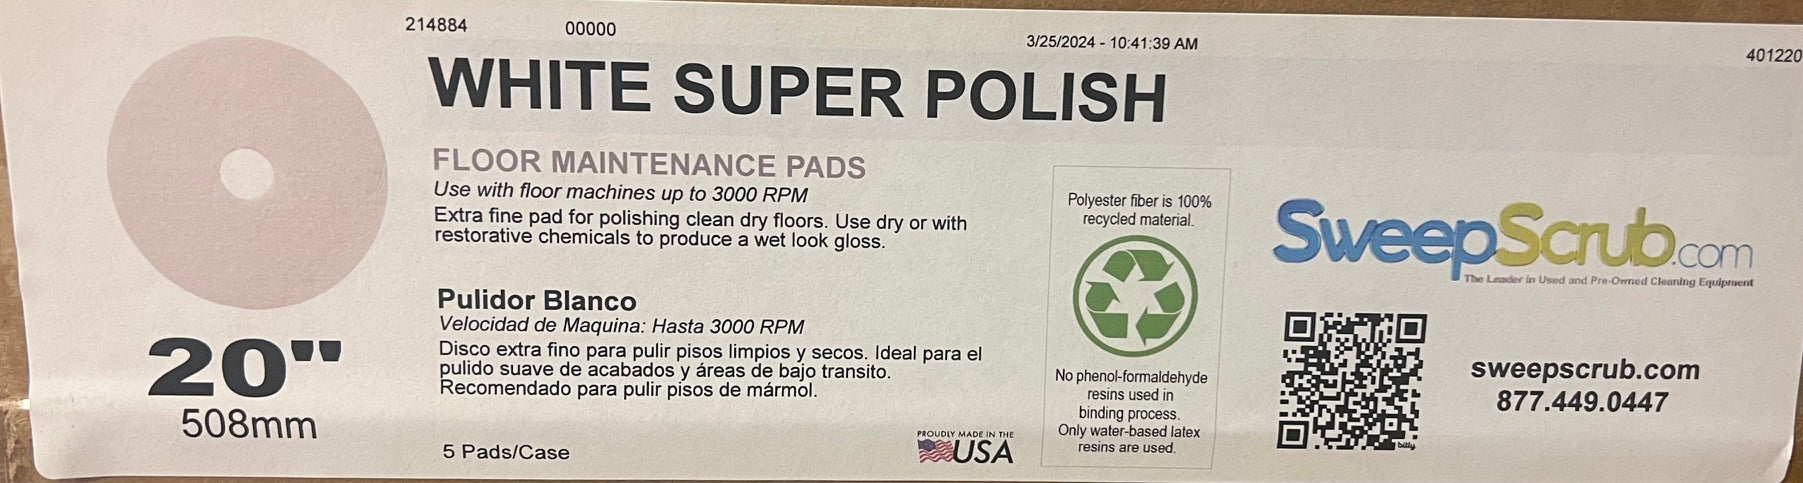 214884 00000 3/25/2024 - 10:41:39 AM 401220
WHITE SUPER POLISH
FLOOR MAINTENANCE PADS
Use with floor machines up to 3000 RPM
Extra fine pad for polishing clean dry floors. Use dry or with
restorative chemicals to produce a wet look gloss.
Pulidor Blanco
Velocidad de Maquina: Hasta 3000 RPM
Disco extra fino para pulir pisos limpios y secos. Ideal para el
pulido suave de acabados y áreas de bajo transito.
Recomendado para pulir pisos de mármol.
5 Pads/Case
20"
508mm
PROUDLY MADE IN THE
USA
Polyester fiber is 100%
recycled material.
No phenol-formaldehyde
resins used in
binding process.
Only water-based latex
resins are used.
SweepScrub.com
The Leader in Used and Pre-Owned Cleaning Equipment
bitly
sweepscrub.com
877.449.0447